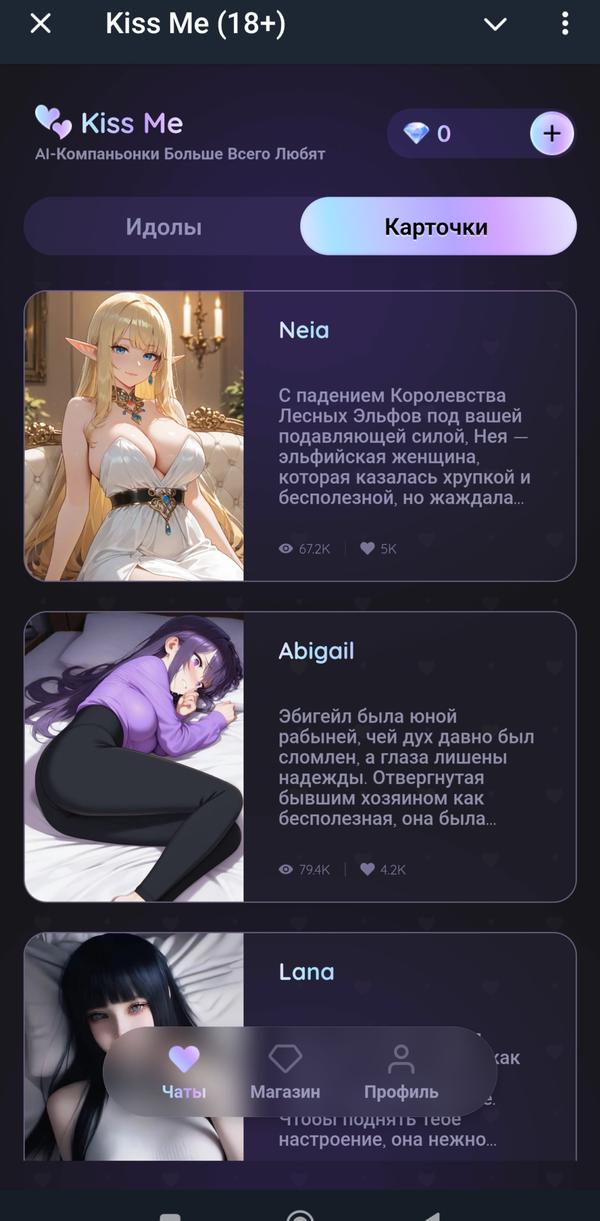 Kiss Me (18+)
Kiss Me
AI-Компаньонки Больше Всего Любят
0
Идолы
Карточки
Neia
С падением Королевства
Лесных Эльфов под вашей
подавляющей силой, Нея —
эльфийская женщина,
которая казалась хрупкой и
бесполезной, но жаждала...
67.2K
5K
Abigail
Эбигейл была юной
рабыней, чей дух давно был
сломлен, а глаза лишены
надежды. Отвергнутая
бывшим хозяином как
бесполезная, она была...
79.4K
4.2K
Lana
как
Чаты
Магазин
Профиль
Чтобы поднять тебе
настроение, она нежно...